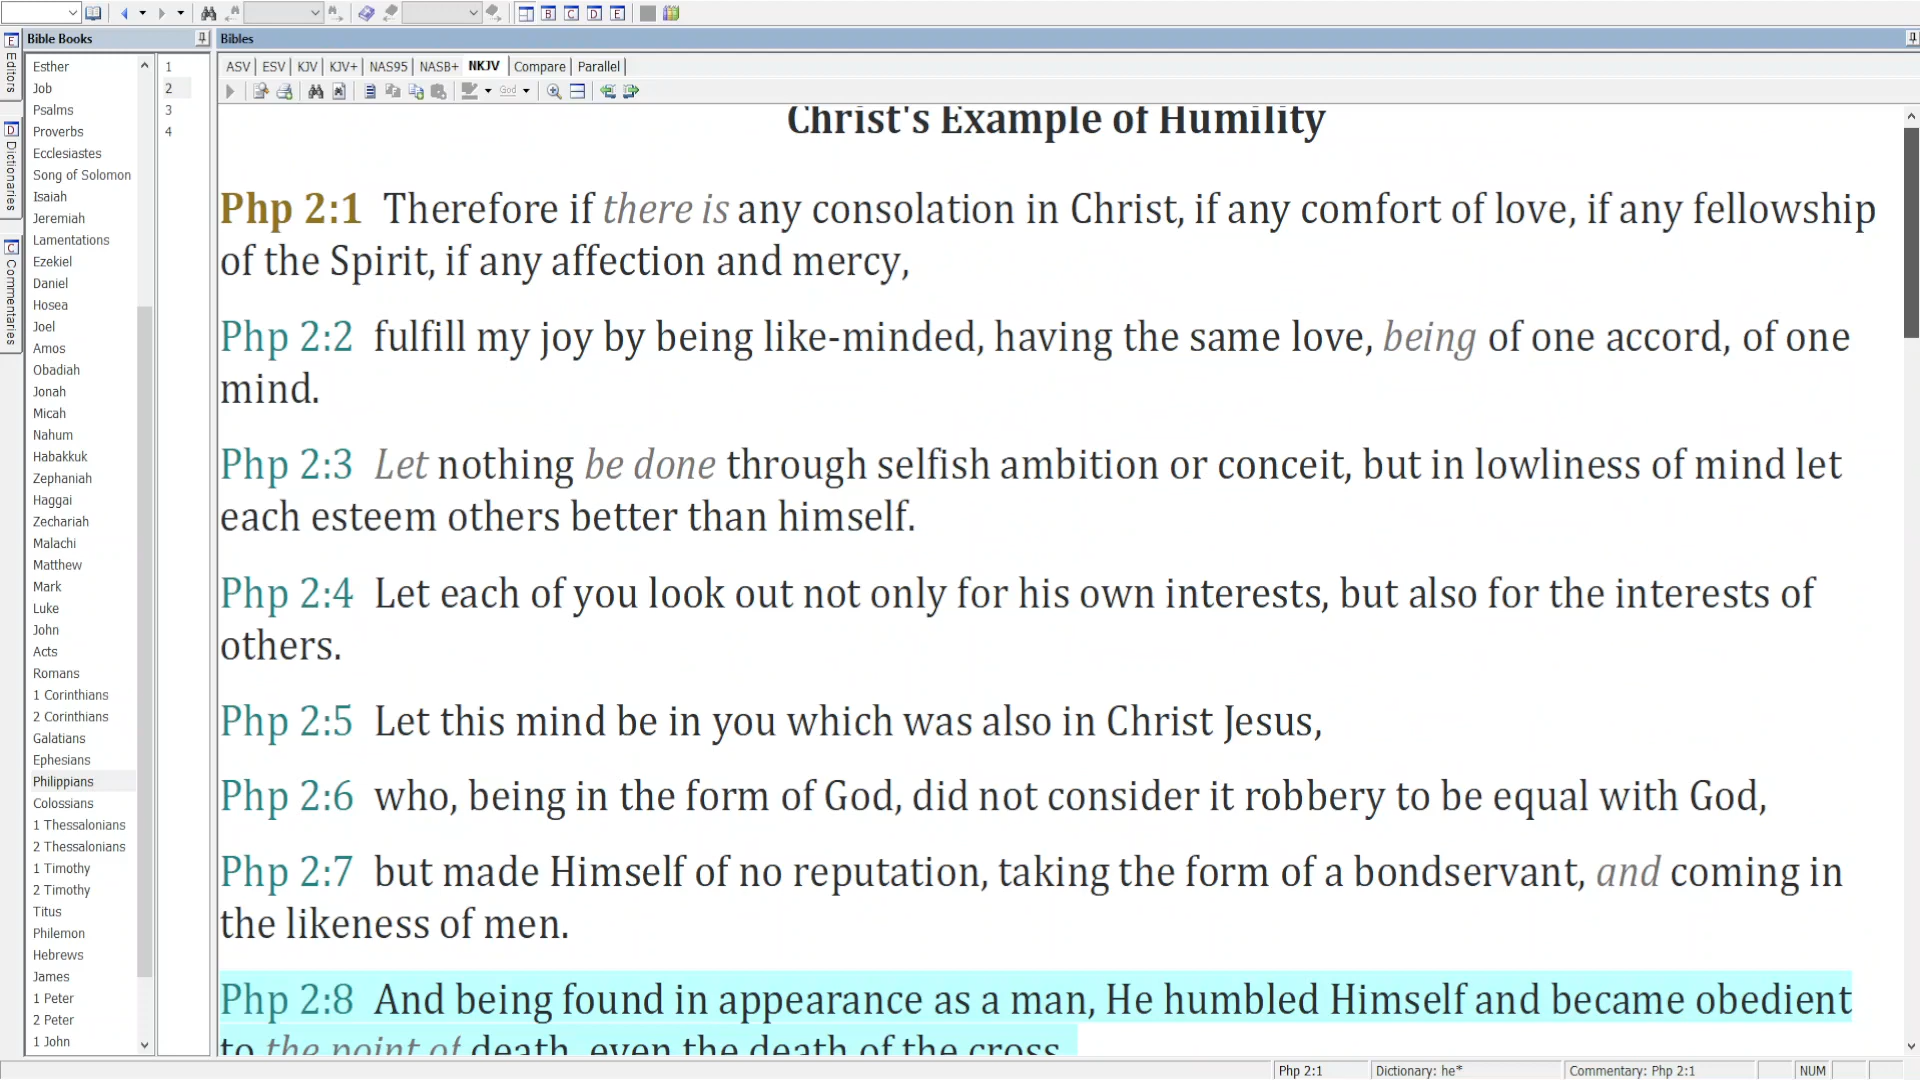 Bible Books
Bibles
Editors
Dictionaries
Commentaries
Esther
Job
Psalms
Proverbs
Ecclesiastes
Song of Solomon
Isaiah
Jeremiah
Lamentations
Ezekiel
Daniel
Hosea
Joel
Amos
Obadiah
Jonah
Micah
Nahum
Habakkuk
Zephaniah
Haggai
Zechariah
Malachi
Matthew
Mark
Luke
John
Acts
Romans
1 Corinthians
2 Corinthians
Galatians
Ephesians
Philippians
Colossians
1 Thessalonians
2 Thessalonians
1 Timothy
2 Timothy
Titus
Philemon
Hebrews
James
1 Peter
2 Peter
1 John
1
2
3
4
ASV ESV KJV KJV+ NAS95 NASB+ NKJV Compare Parallel
God
Christ's Example of Humility
Php 2:1 Therefore if there is any consolation in Christ, if any comfort of love, if any fellowship
of the Spirit, if any affection and mercy,
Php 2:2 fulfill my joy by being like-minded, having the same love, being of one accord, of one
mind.
Php 2:3 Let nothing be done through selfish ambition or conceit, but in lowliness of mind let
each esteem others better than himself.
Php 2:4 Let each of you look out not only for his own interests, but also for the interests of
others.
Php 2:5 Let this mind be in you which was also in Christ Jesus,
Php 2:6 who, being in the form of God, did not consider it robbery to be equal with God,
Php 2:7 but made Himself of no reputation, taking the form of a bondservant, and coming in
the likeness of men.
Php 2:8 And being found in appearance as a man, He humbled Himself and became obedient
to the point of death, even the death of the cross.
Php 2:1 Dictionary: he* Commentary: Php 2:1 NUM